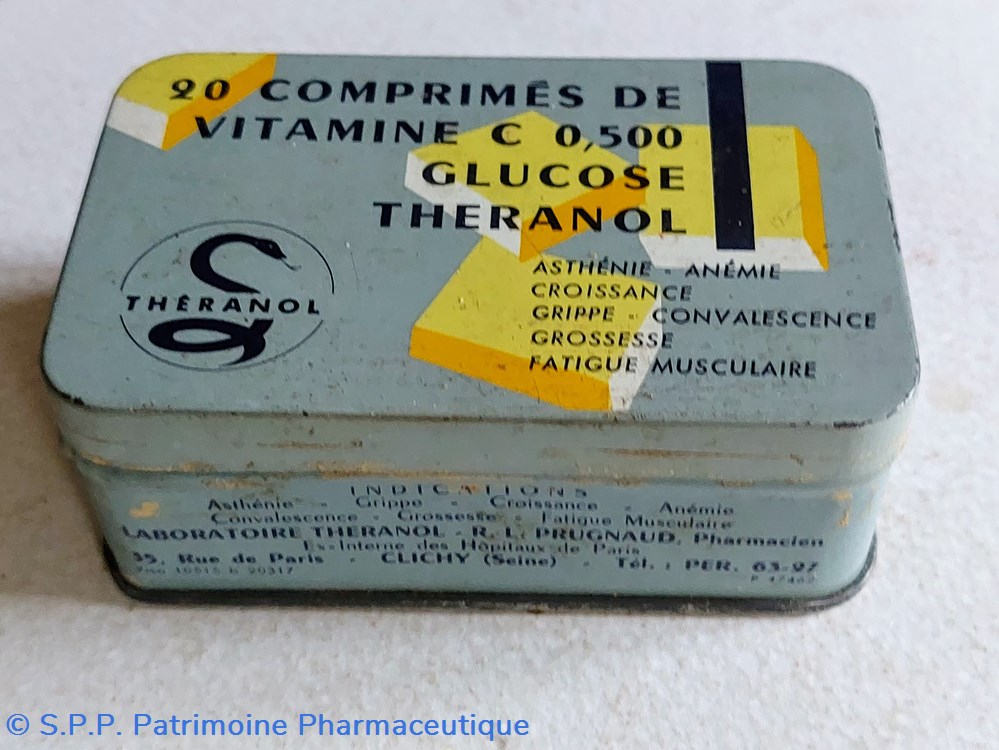 20 COMPRIMÉS DE
VITAMINE C 0,500
GLUCOSE
THERANOL
THÉRANOL
ASTHÉNIE - ANÉMIE
CROISSANCE
GRIPPE - CONVALESCENCE
GROSSESSE
FATIGUE MUSCULAIRE
INDICATIONS
Asthénie - Grippe - Croissance - Anémie
Convalescence - Grossesse - Fatigue Musculaire
LABORATOIRE THERANOL - R. L. PRUGNAUD, Pharmacien
Ex-Interne des Hôpitaux de Paris
35, Rue de Paris - CLICHY (Seine) - Tél. : PER. 63-97
© S.P.P. Patrimoine Pharmaceutique